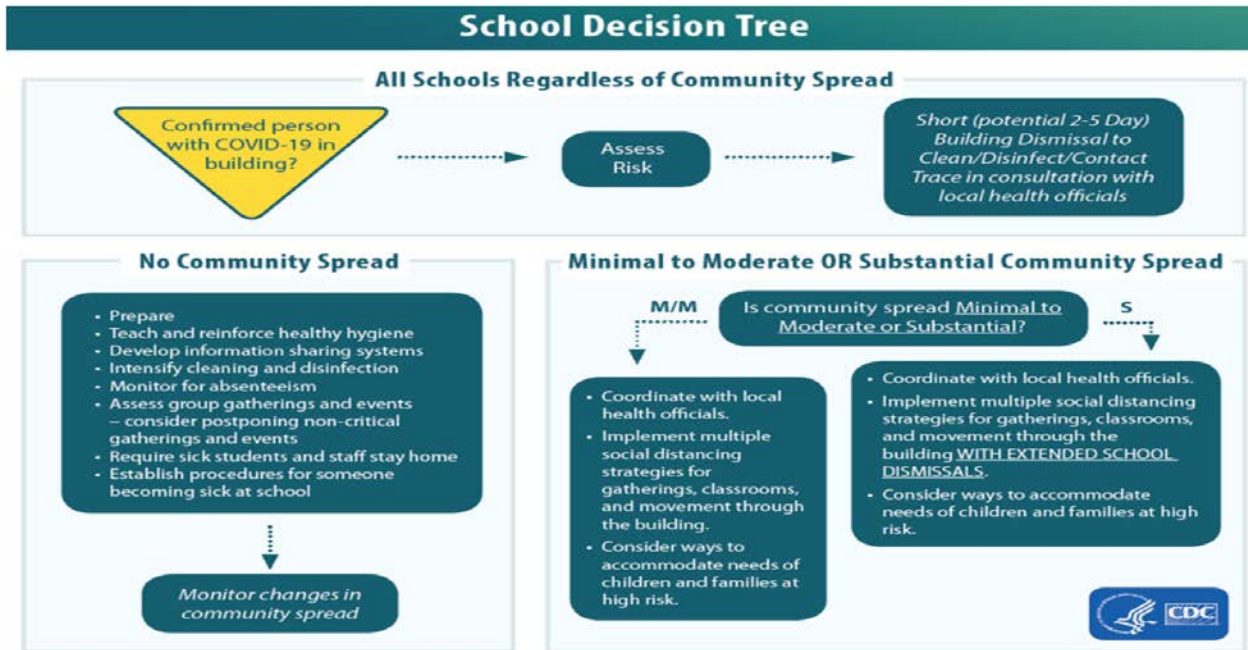 School Decision Tree
All Schools Regardless of Community Spread
Confirmed person
with COVID-19 in
building?
Assess
Risk
Short (potential 2-5 Day)
Building Dismissal to
Clean/Disinfect/Contact
Trace in consultation with
local health officials
No Community Spread
• Prepare
• Teach and reinforce healthy hygiene
• Develop information sharing systems
• Intensify cleaning and disinfection
• Monitor for absenteeism
• Assess group gatherings and events
– consider postponing non-critical
gatherings and events
• Require sick students and staff stay home
• Establish procedures for someone
becoming sick at school
Monitor changes in
community spread
Minimal to Moderate OR Substantial Community Spread
M/M
Is community spread Minimal to
Moderate or Substantial?
S
• Coordinate with local
health officials.
• Implement multiple
social distancing
strategies for
gatherings, classrooms,
and movement through
the building.
• Consider ways to
accommodate needs of
children and families at
high risk.
• Coordinate with local health officials.
• Implement multiple social distancing
strategies for gatherings, classrooms,
and movement through the
building WITH EXTENDED SCHOOL
DISMISSALS.
• Consider ways to accommodate
needs of children and families at high
risk.
CDC